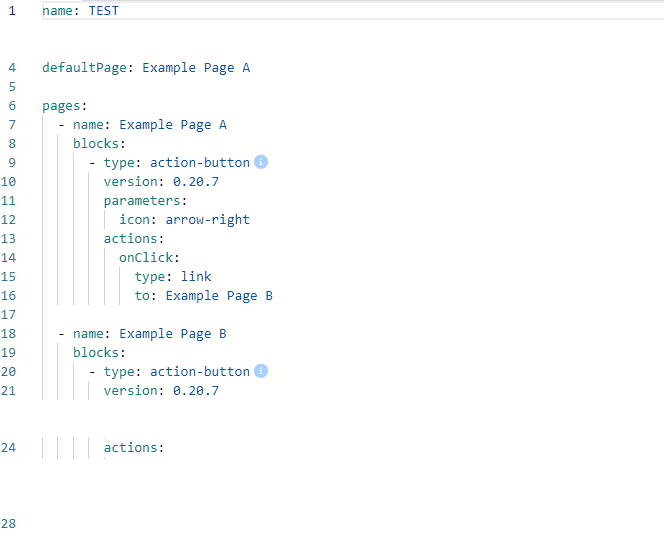 1 name: TEST
4 defaultPage: Example Page A
5
6 pages:
7   - name: Example Page A
8     blocks:
9       - type: action-button
10         version: 0.20.7
11         parameters:
12           icon: arrow-right
13         actions:
14           onClick:
15             type: link
16             to: Example Page B
17
18   - name: Example Page B
19     blocks:
20       - type: action-button
21         version: 0.20.7
24         actions:
28